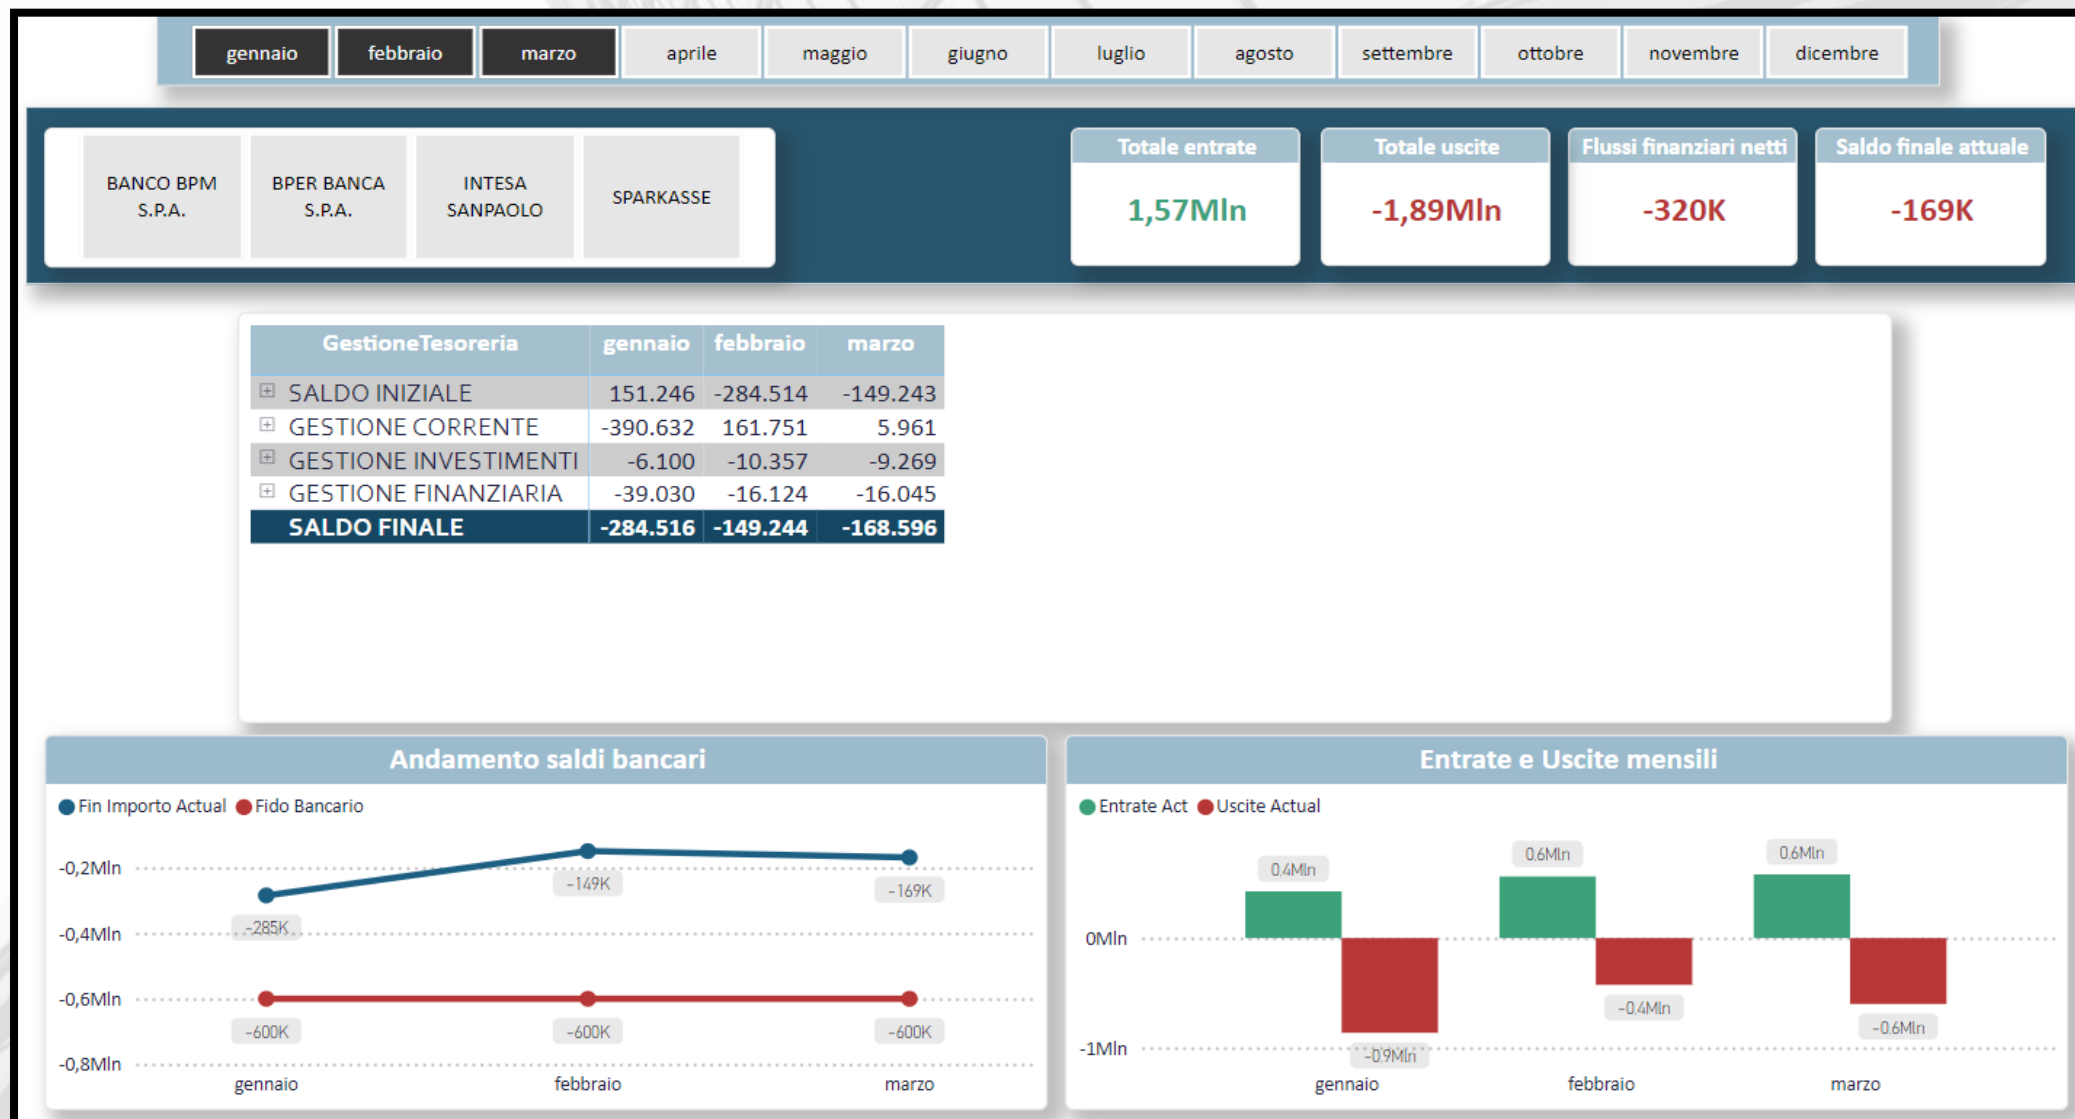 gennaio febbraio marzo aprile maggio giugno luglio agosto settembre ottobre novembre dicembre
BANCO BPM
S.P.A.
BPER BANCA
S.P.A.
INTESA
SANPAOLO
SPARKASSE
Totale entrate
1,57Mln
Totale uscite
-1,89Mln
Flussi finanziari netti
-320K
Saldo finale attuale
-169K
GestioneTesoreria gennaio febbraio marzo
SALDO INIZIALE 151.246 -284.514 -149.243
GESTIONE CORRENTE -390.632 161.751 5.961
GESTIONE INVESTIMENTI -6.100 -10.357 -9.269
GESTIONE FINANZIARIA -39.030 -16.124 -16.045
SALDO FINALE -284.516 -149.244 -168.596
Andamento saldi bancari
Fin Importo Actual Fido Bancario
-0,2Mln
-0,4Mln
-0,6Mln
-0,8Mln
-285K
-149K
-169K
-600K
-600K
-600K
gennaio febbraio marzo
Entrate e Uscite mensili
Entrate Act Uscite Actual
0Mln
-1Mln
0.4Mln
0.6Mln
0.6Mln
-0.9Mln
-0.4Mln
-0.6Mln
gennaio febbraio marzo